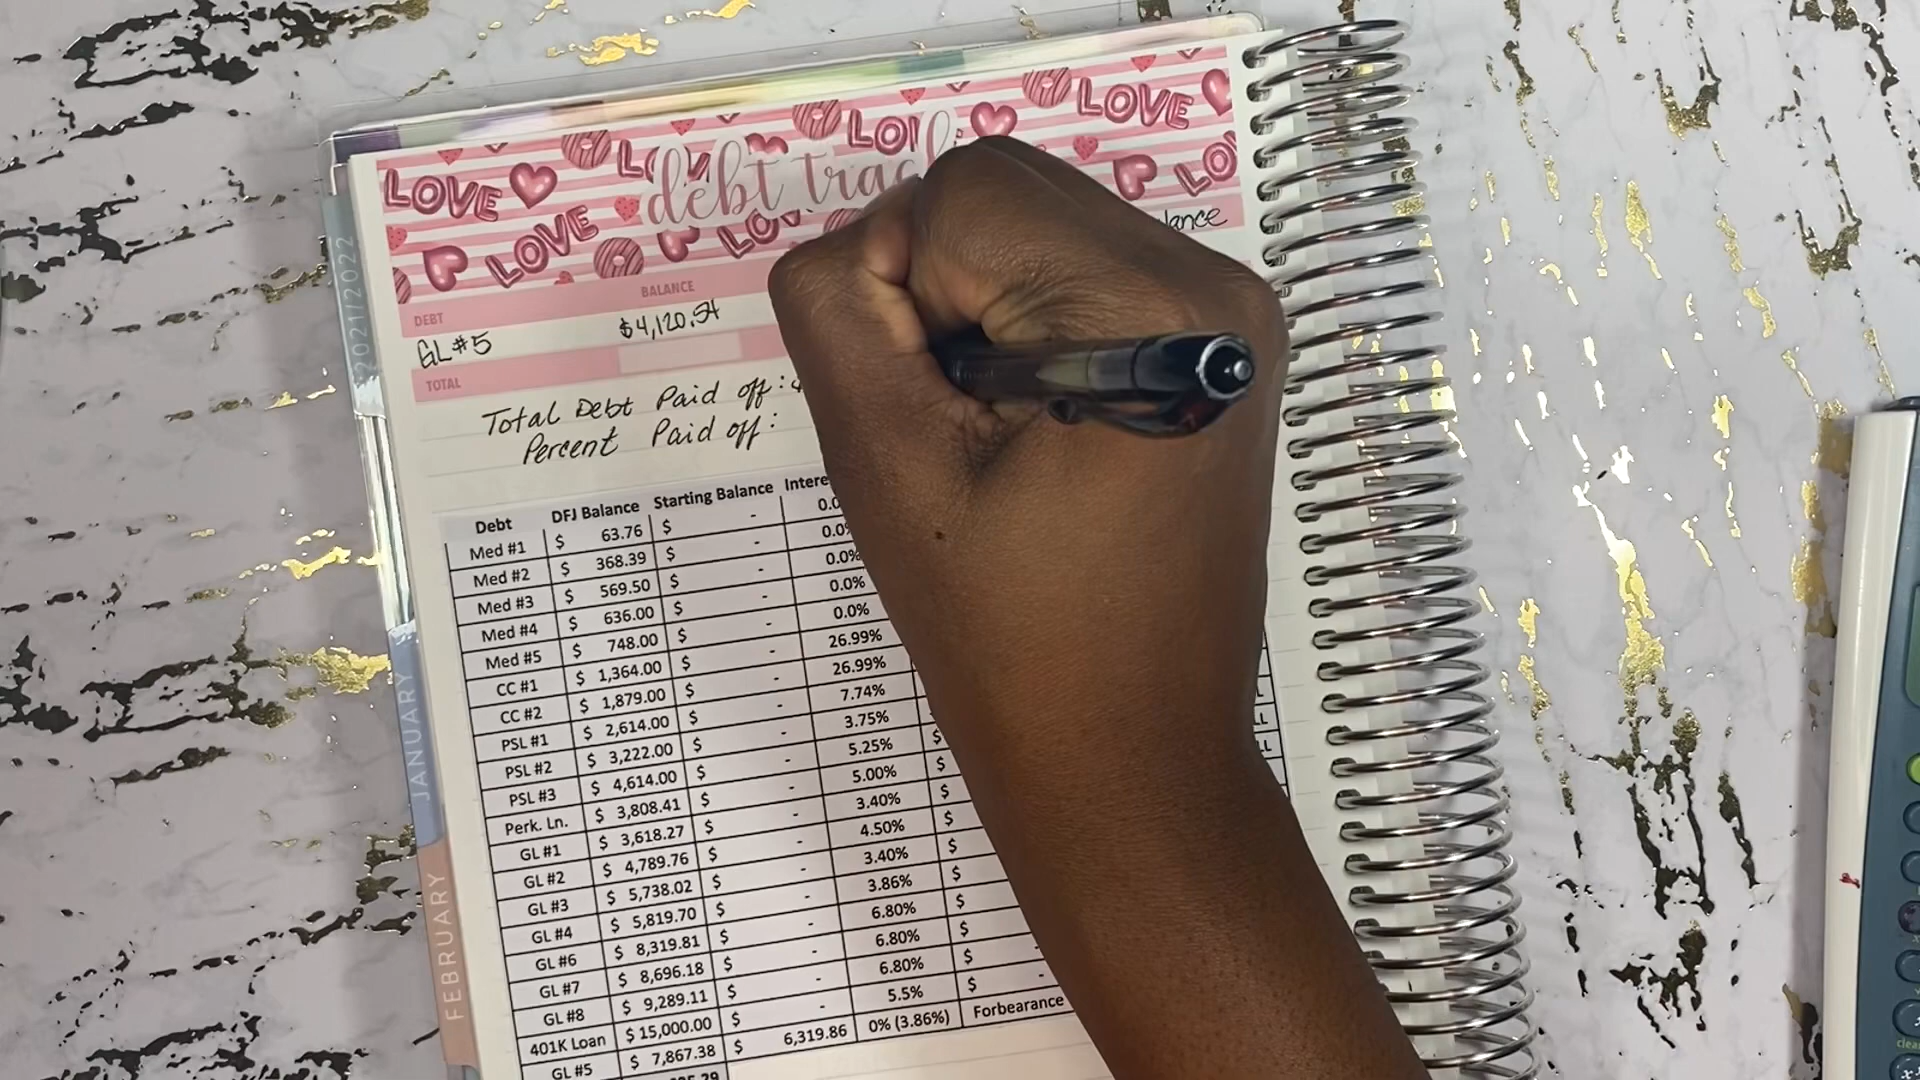 LOVE LOVE
LOVE LOVE LOVE
debt trac
lance
DEBT BALANCE
GL#5 $4,120.54
TOTAL
Total Debt Paid off:
Percent Paid off:
Debt DFJ Balance Starting Balance
Med #1 $ 63.76 $ -
Med #2 $ 368.39 $ -
Med #3 $ 569.50 $ - 0.0%
Med #4 $ 636.00 $ - 0.0%
Med #5 $ 748.00 $ - 0.0%
CC #1 $ 1,364.00 $ - 26.99%
CC #2 $ 1,879.00 $ - 26.99%
PSL #1 $ 2,614.00 $ - 7.74%
PSL #2 $ 3,222.00 $ - 3.75%
PSL #3 $ 4,614.00 $ - 5.25% $
Perk. Ln. $ 3,808.41 $ - 5.00% $
GL #1 $ 3,618.27 $ - 3.40% $
GL #2 $ 4,789.76 $ - 4.50% $
GL #3 $ 5,738.02 $ - 3.40% $
GL #4 $ 5,819.70 $ - 3.86% $
GL #6 $ 8,319.81 $ - 6.80% $
GL #7 $ 8,696.18 $ - 6.80% $
GL #8 $ 9,289.11 $ - 6.80% $
401K Loan $ 15,000.00 $ - 5.5% $ -
GL #5 $ 7,867.38 $ 6,319.86 0% (3.86%) Forbearance
2021/2022
JANUARY
FEBRUARY